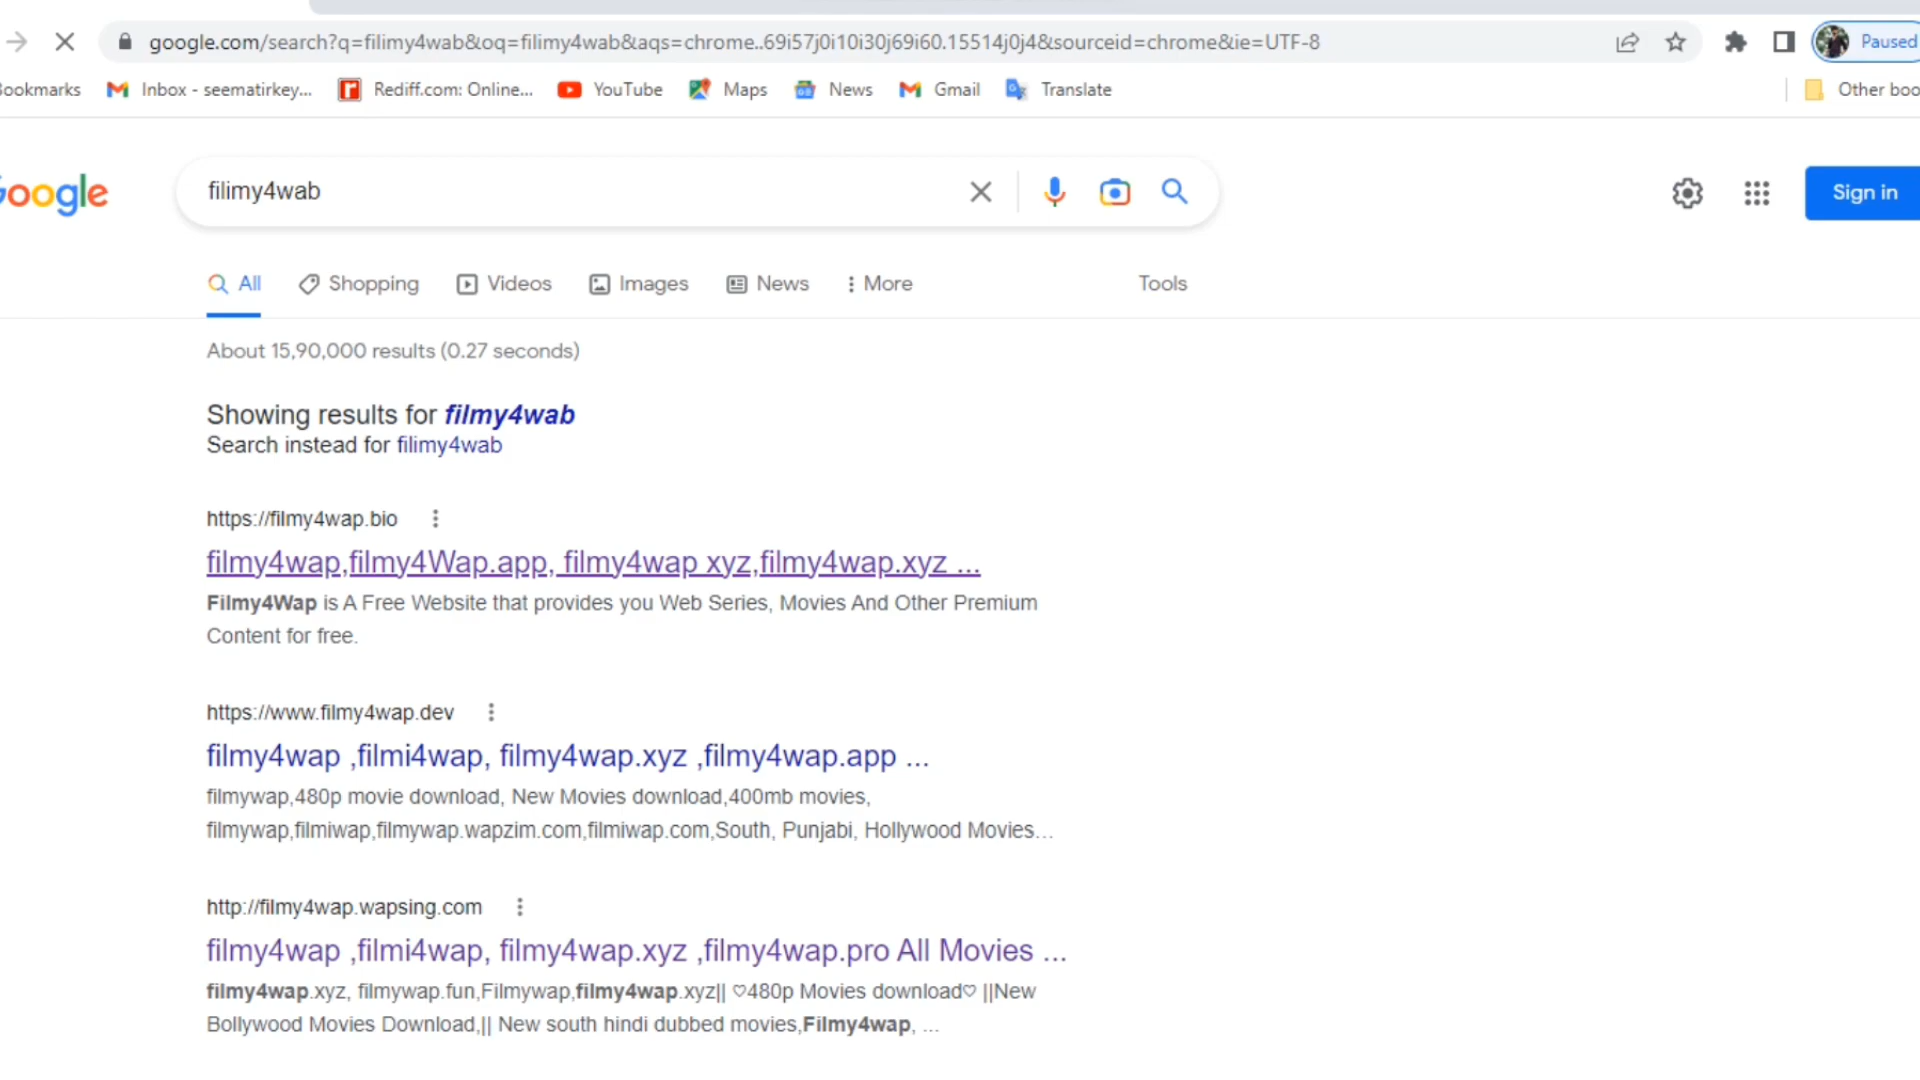 google.com/search?q=filimy4wab&oq=filimy4wab&aqs=chrome..69i57j0i10i30j69i60.15514j0j4&sourceid=chrome&ie=UTF-8
Paused
ookmarks
Inbox - seematirkey...
Rediff.com: Online...
YouTube
Maps
News
Gmail
Translate
Other boo
Google
filimy4wab
Sign in
All
Shopping
Videos
Images
News
More
Tools
About 15,90,000 results (0.27 seconds)
Showing results for filmy4wab
Search instead for filimy4wab
https://filmy4wap.bio
filmy4wap,filmy4Wap.app, filmy4wap xyz,filmy4wap.xyz ...
Filmy4Wap is A Free Website that provides you Web Series, Movies And Other Premium
Content for free.
https://www.filmy4wap.dev
filmy4wap ,filmi4wap, filmy4wap.xyz ,filmy4wap.app ...
filmywap,480p movie download, New Movies download,400mb movies,
filmywap,filmiwap,filmywap.wapzim.com,filmiwap.com,South, Punjabi, Hollywood Movies...
http://filmy4wap.wapsing.com
filmy4wap ,filmi4wap, filmy4wap.xyz ,filmy4wap.pro All Movies ...
filmy4wap.xyz, filmywap.fun,Filmywap,filmy4wap.xyz|| ♡480p Movies download♡ ||New
Bollywood Movies Download,|| New south hindi dubbed movies,Filmy4wap, ...